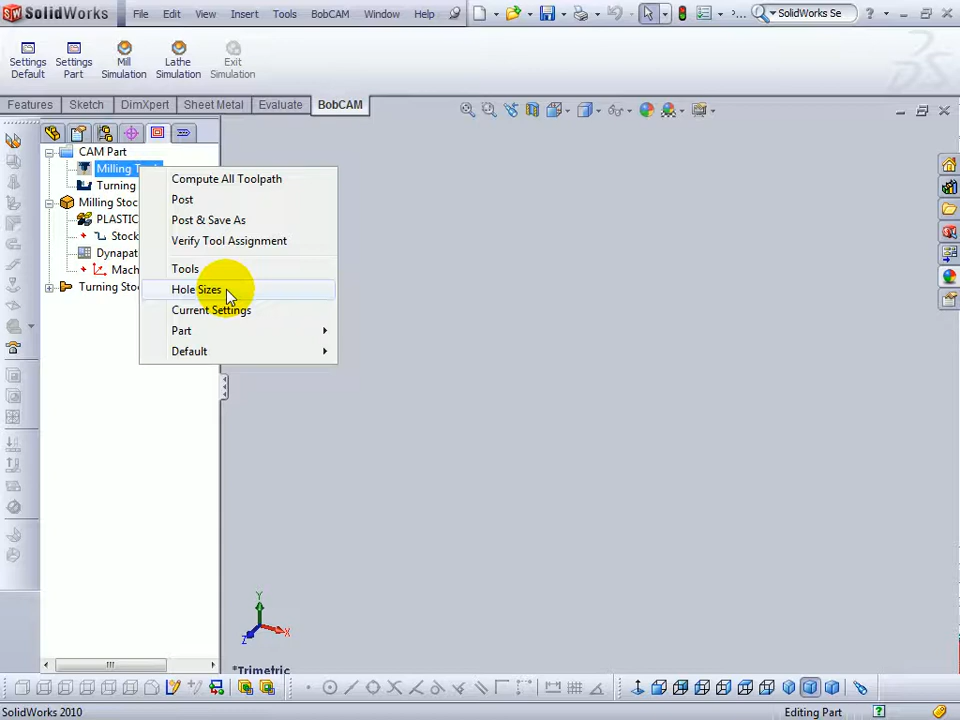 SolidWorks File Edit View Insert Tools BobCAM Window Help SolidWorks Se
Settings Default
Settings Part
Mill Simulation
Lathe Simulation
Exit Simulation
Features Sketch DimXpert Sheet Metal Evaluate BobCAM
CAM Part
Milling T
Turning
Milling Stoc
PLASTIC
Stock
Dynapat
Mach
Turning Sto
Compute All Toolpath
Post
Post & Save As
Verify Tool Assignment
Tools
Hole Sizes
Current Settings
Part
Default
Y
X
Z
*Trimetric
SolidWorks 2010 Editing Part